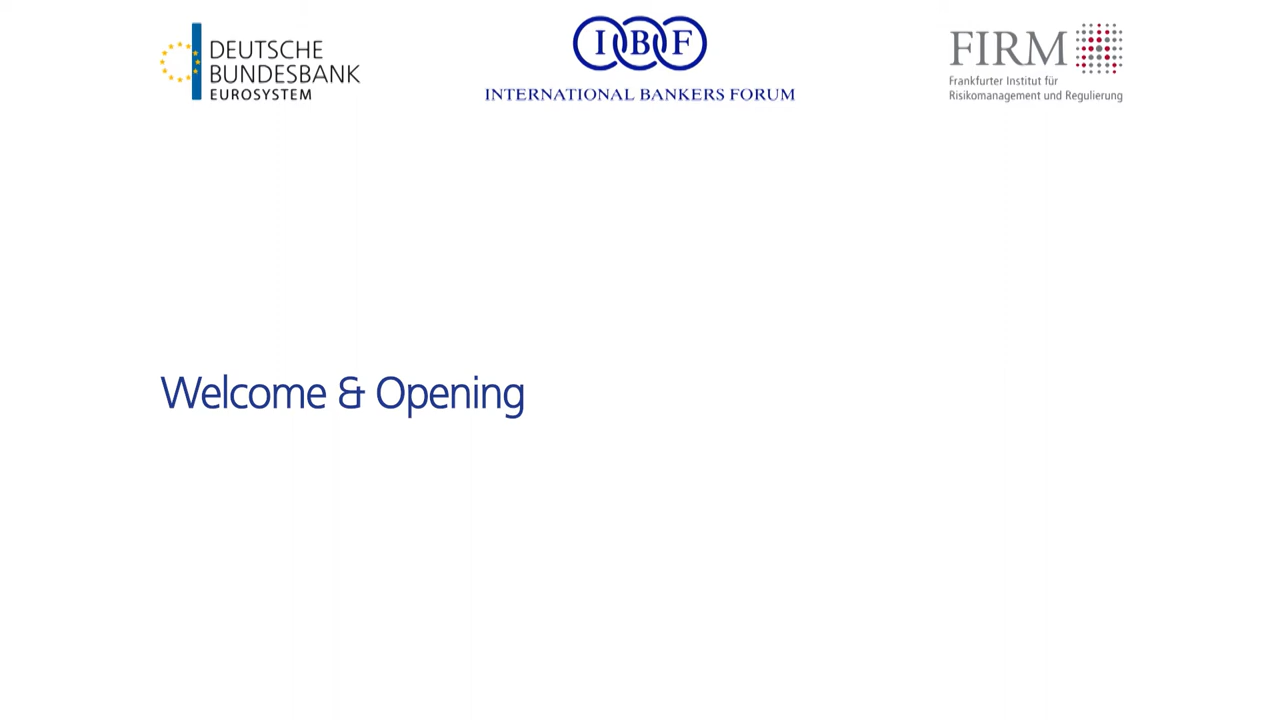 DEUTSCHE
BUNDESBANK
EUROSYSTEM
IBF
INTERNATIONAL BANKERS FORUM
FIRM
Frankfurter Institut für
Risikomanagement und Regulierung
Welcome & Opening